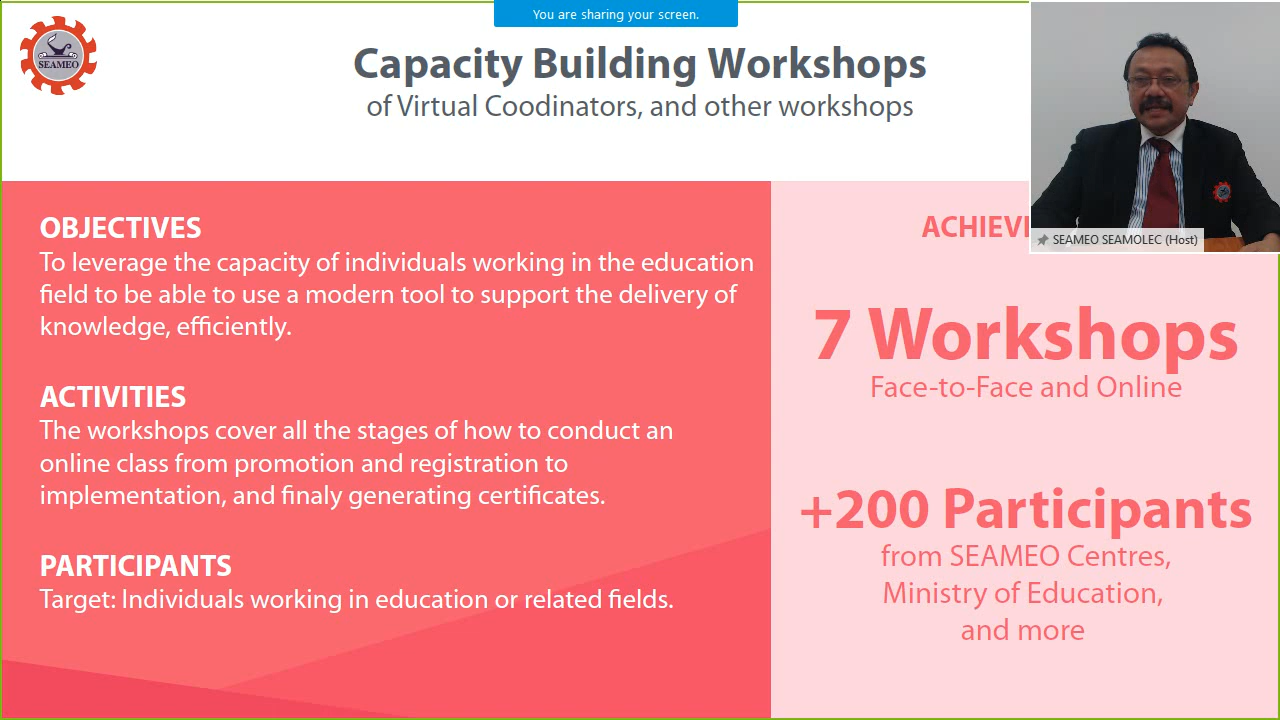 You are sharing your screen.
SEAMEO
Capacity Building Workshops
of Virtual Coodinators, and other workshops
SEAMEO SEAMOLEC (Host)
OBJECTIVES
To leverage the capacity of individuals working in the education
field to be able to use a modern tool to support the delivery of
knowledge, efficiently.
ACTIVITIES
The workshops cover all the stages of how to conduct an
online class from promotion and registration to
implementation, and finaly generating certificates.
PARTICIPANTS
Target: Individuals working in education or related fields.
7 Workshops
Face-to-Face and Online
+200 Participants
from SEAMEO Centres,
Ministry of Education,
and more